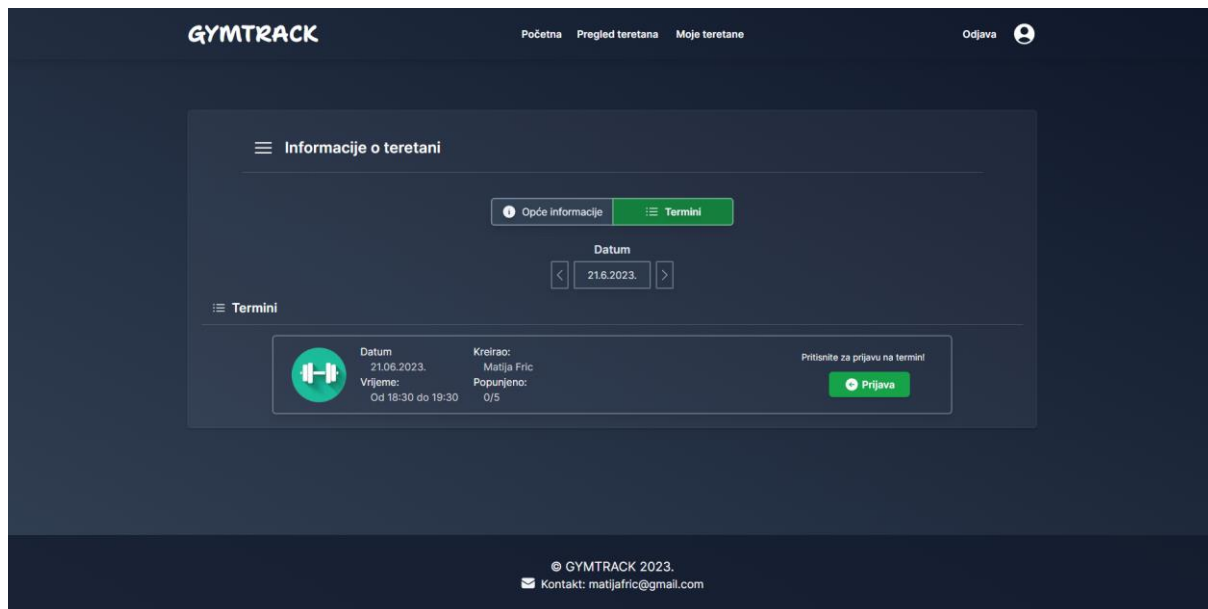 GYMTRACK
Početna Pregled teretana Moje teretane Odjava
Informacije o teretani
Opće informacije Termini
Datum
21.6.2023.
Termini
Datum Kreirao:
21.06.2023. Matija Fric
Vrijeme: Popunjeno:
Od 18:30 do 19:30 0/5
Pritisnite za prijavu na termin!
Prijava
© GYMTRACK 2023.
Kontakt: matijafric@gmail.com